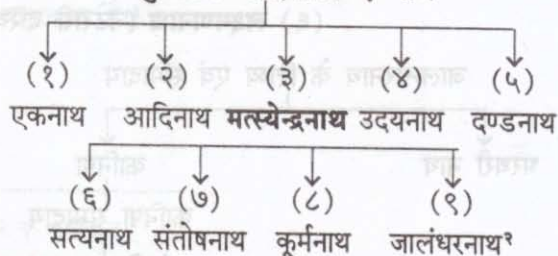 (१) (२) (३) (४) (५)
एकनाथ आदिनाथ मत्स्येन्द्रनाथ उदयनाथ दण्डनाथ
(६) (७) (८) (९)
सत्यनाथ संतोषनाथ कूर्मनाथ जालंधरनाथ²